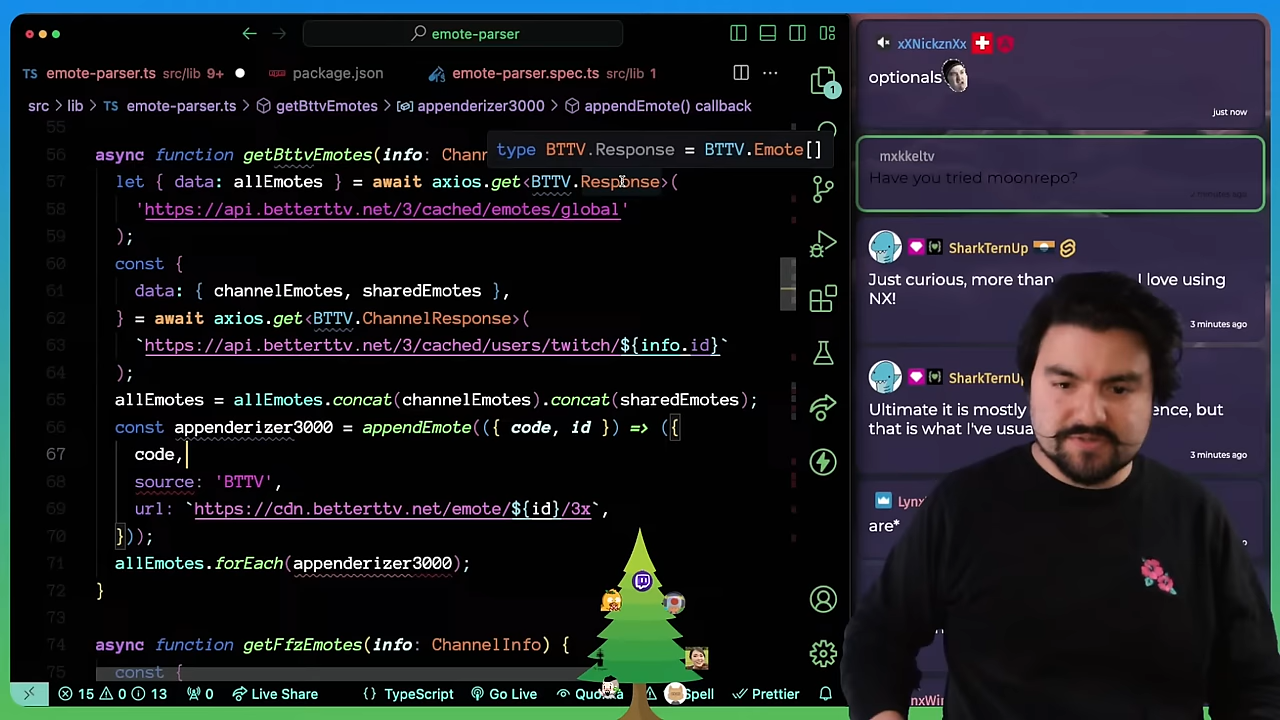 emote-parser
TS emote-parser.ts src/lib 9+
package.json
emote-parser.spec.ts src/lib 1
src > lib > TS emote-parser.ts > getBttvEmotes > appenderizer3000 > appendEmote() callback
55
async function getBttvEmotes(info: Chann
type BTTV.Response = BTTV.Emote[]
57 let { data: allEmotes } = await axios.get<BTTV.Response>(
58 'https://api.betterttv.net/3/cached/emotes/global'
59 );
60 const {
61 data: { channelEmotes, sharedEmotes },
62 } = await axios.get<BTTV.ChannelResponse>(
63 `https://api.betterttv.net/3/cached/users/twitch/${info.id}`
64 );
65 allEmotes = allEmotes.concat(channelEmotes).concat(sharedEmotes);
66 const appenderizer3000 = appendEmote(({ code, id }) => ({
67 code,
68 source: 'BTTV',
69 url: `https://cdn.betterttv.net/emote/${id}/3x`,
70 }));
71 allEmotes.forEach(appenderizer3000);
72 }
73
74 async function getFfzEmotes(info: ChannelInfo) {
75 const {
15 0 13 0 Live Share {} TypeScript Go Live Spell Prettier
1
xXNickznXx
optionals
just now
mxkkeltv
Have you tried moonrepo?
2 minutes ago
SharkTernUp
Just curious, more than I love using
NX!
3 minutes ago
SharkTernUp
Ultimate it is mostly ence, but
that is what I've usua
3 minutes ago
Lynx
are*
nxWin